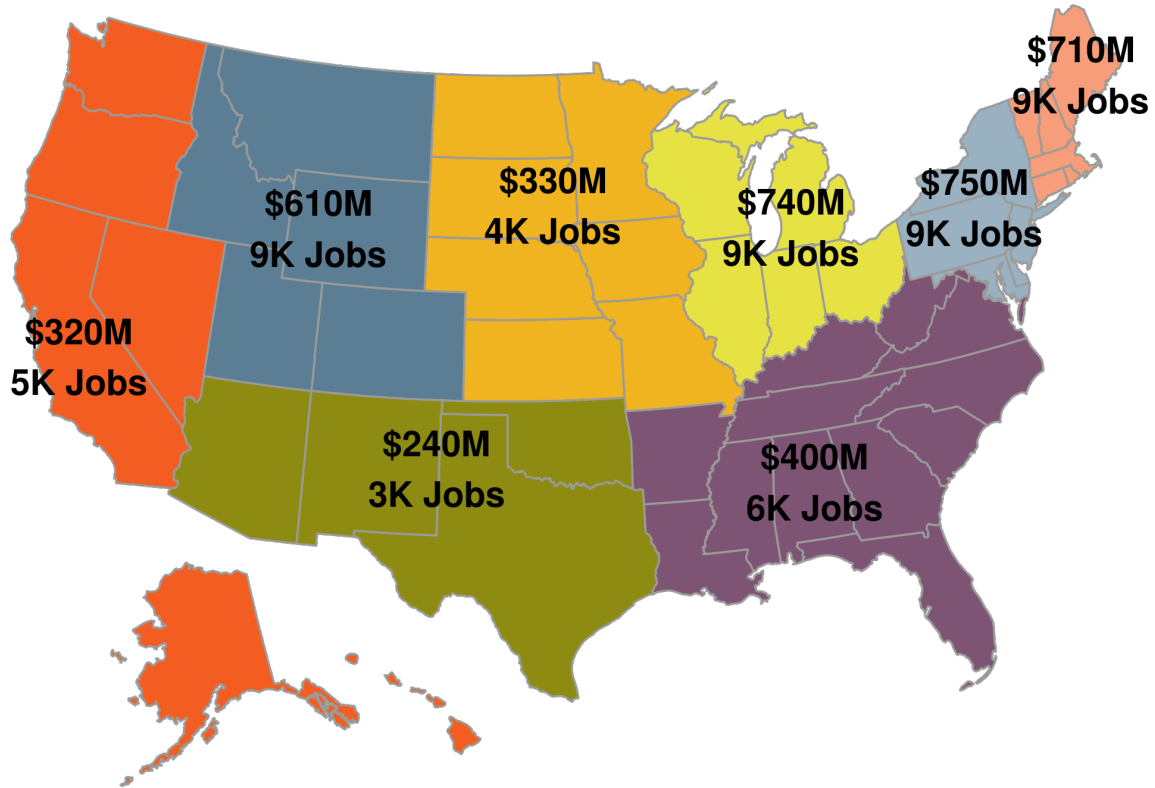 $710M
9K Jobs
$330M
4K Jobs
$750M
9K Jobs
$610M
9K Jobs
$740M
9K Jobs
$320M
5K Jobs
$240M
3K Jobs
$400M
6K Jobs